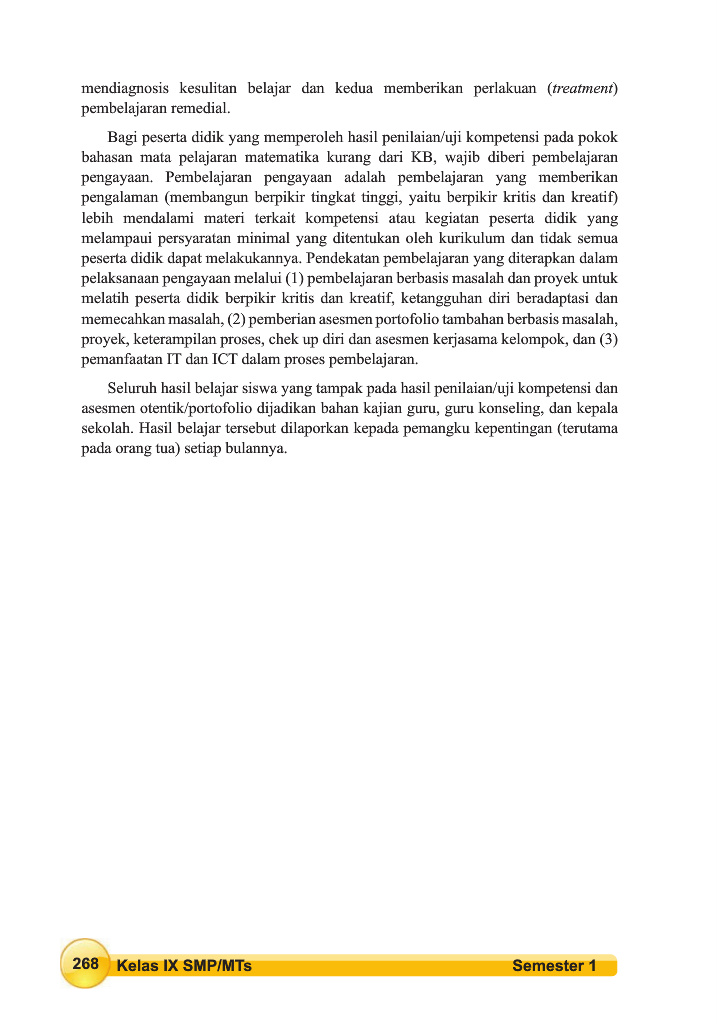 mendiagnosis kesulitan belajar dan kedua memberikan perlakuan (treatment)
pembelajaran remedial.
Bagi peserta didik yang memperoleh hasil penilaian/uji kompetensi pada pokok
bahasan mata pelajaran matematika kurang dari KB, wajib diberi pembelajaran
pengayaan. Pembelajaran pengayaan adalah pembelajaran yang memberikan
pengalaman (membangun berpikir tingkat tinggi, yaitu berpikir kritis dan kreatif)
lebih mendalami materi terkait kompetensi atau kegiatan peserta didik yang
melampaui persyaratan minimal yang ditentukan oleh kurikulum dan tidak semua
peserta didik dapat melakukannya. Pendekatan pembelajaran yang diterapkan dalam
pelaksanaan pengayaan melalui (1) pembelajaran berbasis masalah dan proyek untuk
melatih peserta didik berpikir kritis dan kreatif, ketangguhan diri beradaptasi dan
memecahkan masalah, (2) pemberian asesmen portofolio tambahan berbasis masalah,
proyek, keterampilan proses, chek up diri dan asesmen kerjasama kelompok, dan (3)
pemanfaatan IT dan ICT dalam proses pembelajaran.
Seluruh hasil belajar siswa yang tampak pada hasil penilaian/uji kompetensi dan
asesmen otentik/portofolio dijadikan bahan kajian guru, guru konseling, dan kepala
sekolah. Hasil belajar tersebut dilaporkan kepada pemangku kepentingan (terutama
pada orang tua) setiap bulannya.
268 Kelas IX SMP/MTs Semester 1